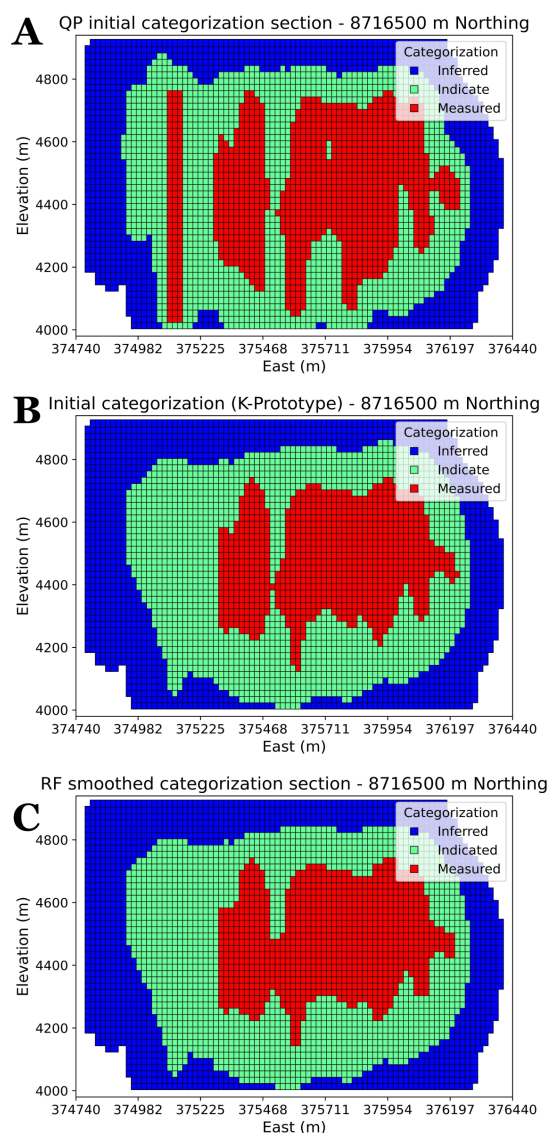 A
QP initial categorization section - 8716500 m Northing
Categorization
Inferred
Indicate
Measured
Elevation (m)
4800
4600
4400
4200
4000
374740 374982 375225 375468 375711 375954 376197 376440
East (m)
B
Initial categorization (K-Prototype) - 8716500 m Northing
Categorization
Inferred
Indicate
Measured
Elevation (m)
4800
4600
4400
4200
4000
374740 374982 375225 375468 375711 375954 376197 376440
East (m)
C
RF smoothed categorization section - 8716500 m Northing
Categorization
Inferred
Indicated
Measured
Elevation (m)
4800
4600
4400
4200
4000
374740 374982 375225 375468 375711 375954 376197 376440
East (m)